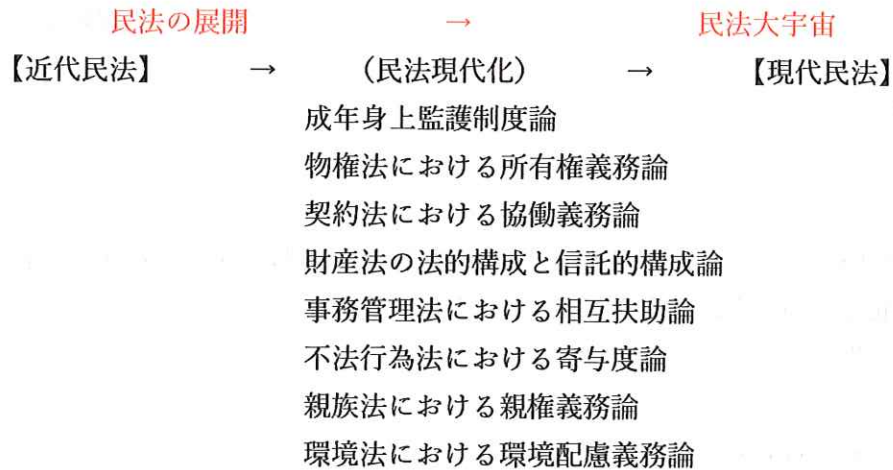 民法の展開 → 民法大宇宙
【近代民法】 → （民法現代化） → 【現代民法】
成年身上監護制度論
物権法における所有権義務論
契約法における協働義務論
財産法の法的構成と信託的構成論
事務管理法における相互扶助論
不法行為法における寄与度論
親族法における親権義務論
環境法における環境配慮義務論